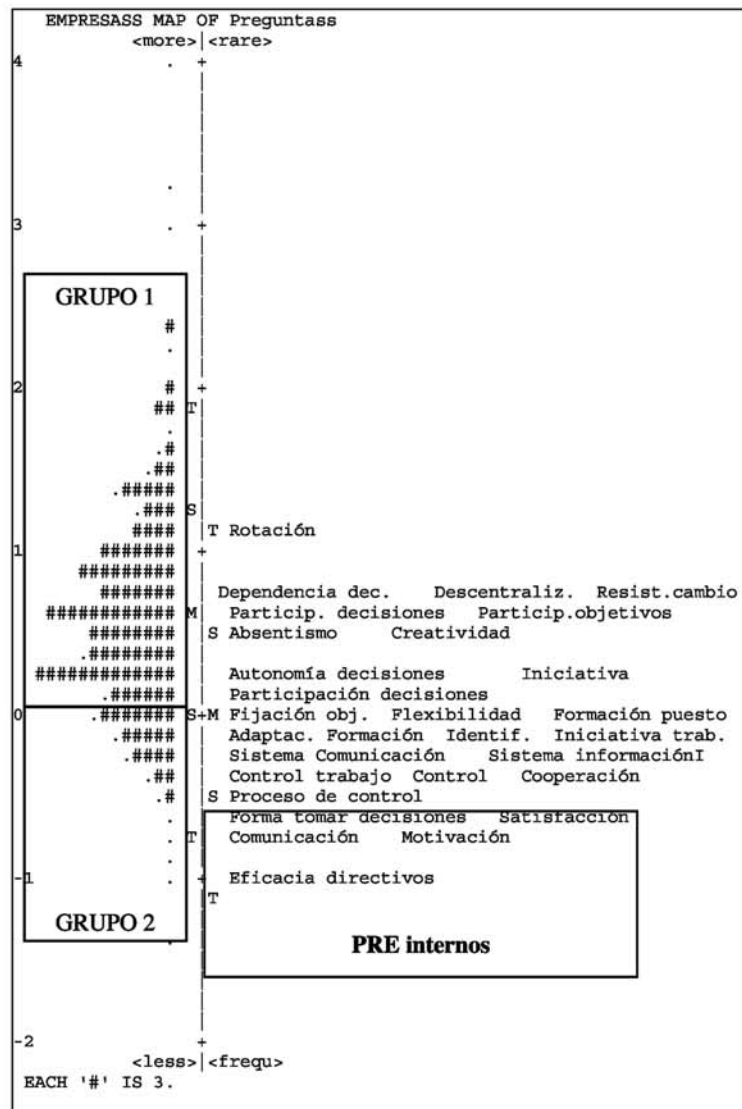 EMPRESASS MAP OF Preguntass
<more>|<rare>
4 . +
|
|
|
|
|
|
. |
|
3 . +
|
|
GRUPO 1 |
|
# |
. |
|
2 # +
## T|
. |
.# |
.## |
.##### |
.### S|
#### |T Rotación
1 ####### +
######### |
####### | Dependencia dec. Descentraliz. Resist.cambio
############ M| Particip. decisiones Particip.objetivos
######## |S Absentismo Creatividad
.######## |
############# | Autonomía decisiones Iniciativa
.###### | Participación decisiones
0 .####### S+M Fijación obj. Flexibilidad Formación puesto
.##### | Adaptac. Formación Identif. Iniciativa trab.
.#### | Sistema Comunicación Sistema informaciónI
.## | Control trabajo Control Cooperación
.# |S Proceso de control
. | Forma tomar decisiones Satisfacción
. T| Comunicación Motivación
. |
-1 . + Eficacia directivos
|T
GRUPO 2 |
. | PRE internos
|
|
|
|
-2 +
<less>|<frequ>
EACH '#' IS 3.